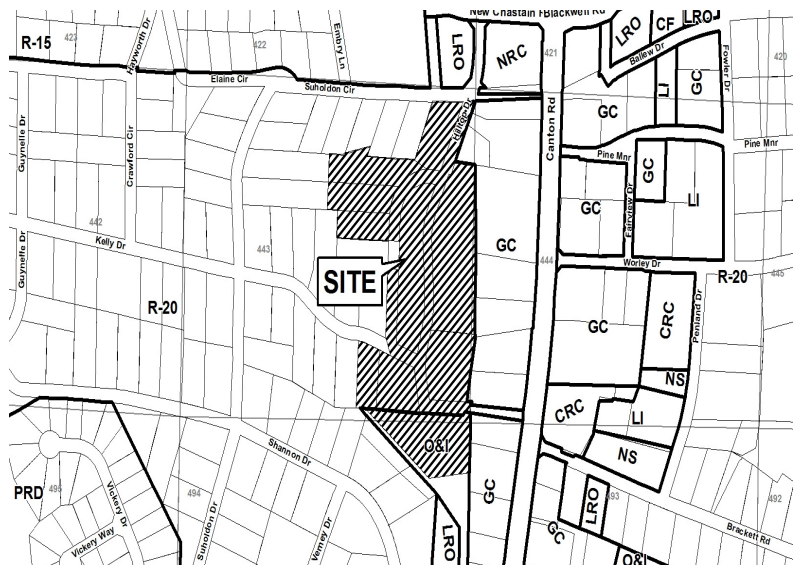 New Chastain R
Blackwell Rd
R-15
423
Hayworth Dr
422
Embry Ln
LRO
NRC
421
LRO
CF
LRO
Ballew Dr
LI
GC
Fowler Dr
420
Elaine Cir
Suholdon Cir
Hilltop Dr
Canton Rd
GC
Pine Mnr
Pine Mnr
GC
LI
Guynelle Dr
Crawford Cir
442
Kelly Dr
443
GC
GC
Fairview Dr
444
Worley Dr
R-20
445
Guynelle Dr
SITE
R-20
GC
CRC
Penland Dr
NS
CRC
LI
NS
O&I
GC
Shannon Dr
PRD
495
Vickery Dr
Vickery Way
494
Suholdon Dr
Verney Dr
LRO
GC
LRO
493
492
Brackett Rd
O&I